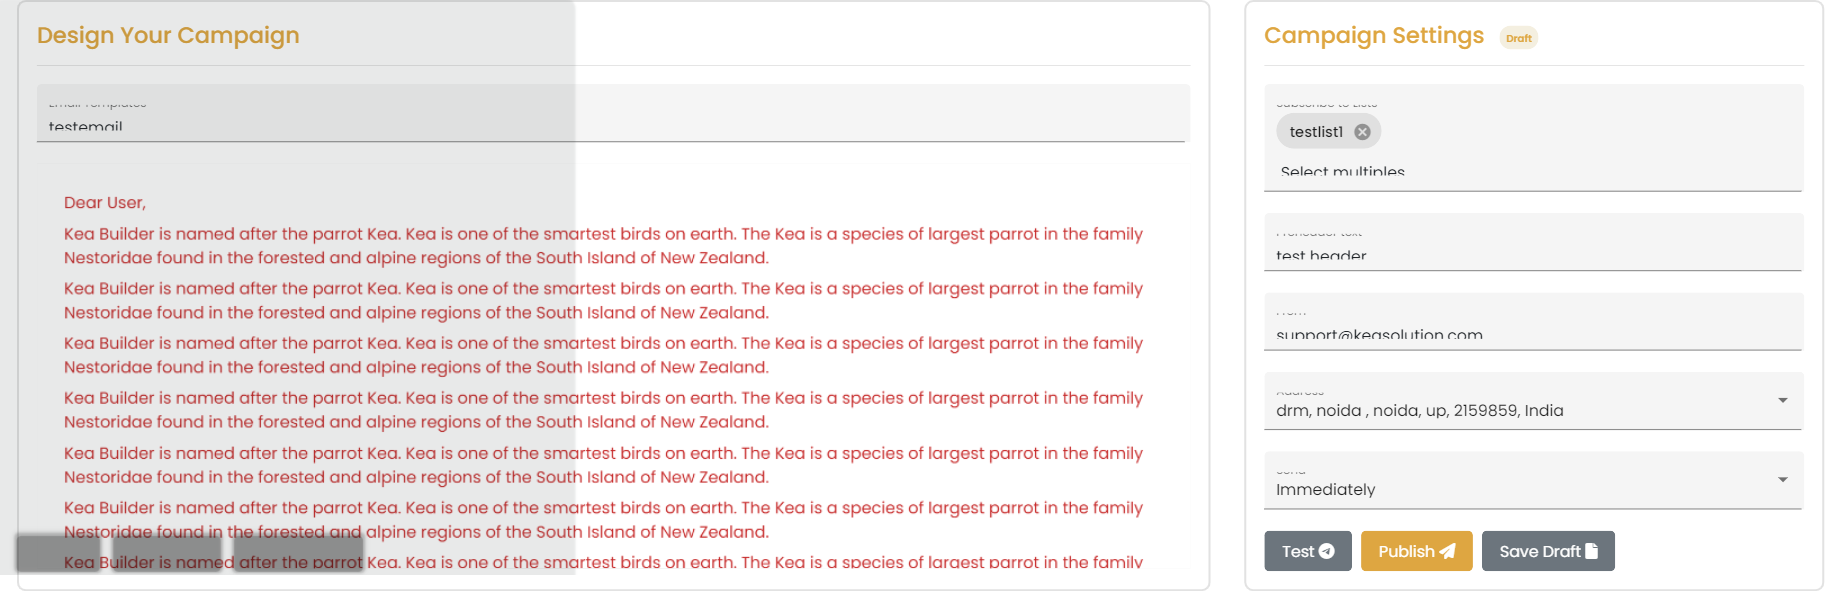 Design Your Campaign
Email Templates
testemail
Dear User,
Kea Builder is named after the parrot Kea. Kea is one of the smartest birds on earth. The Kea is a species of largest parrot in the family
Nestoridae found in the forested and alpine regions of the South Island of New Zealand.
Kea Builder is named after the parrot Kea. Kea is one of the smartest birds on earth. The Kea is a species of largest parrot in the family
Nestoridae found in the forested and alpine regions of the South Island of New Zealand.
Kea Builder is named after the parrot Kea. Kea is one of the smartest birds on earth. The Kea is a species of largest parrot in the family
Nestoridae found in the forested and alpine regions of the South Island of New Zealand.
Kea Builder is named after the parrot Kea. Kea is one of the smartest birds on earth. The Kea is a species of largest parrot in the family
Nestoridae found in the forested and alpine regions of the South Island of New Zealand.
Kea Builder is named after the parrot Kea. Kea is one of the smartest birds on earth. The Kea is a species of largest parrot in the family
Nestoridae found in the forested and alpine regions of the South Island of New Zealand.
Kea Builder is named after the parrot Kea. Kea is one of the smartest birds on earth. The Kea is a species of largest parrot in the family
Nestoridae found in the forested and alpine regions of the South Island of New Zealand.
Kea Builder is named after the parrot Kea. Kea is one of the smartest birds on earth. The Kea is a species of largest parrot in the family
Campaign Settings Draft
Subscribe to Lists
testlist1
Select multiples
Preheader text
test header
From
support@keasolution.com
Address
drm, noida , noida, up, 2159859, India
Send
Immediately
Test Publish Save Draft